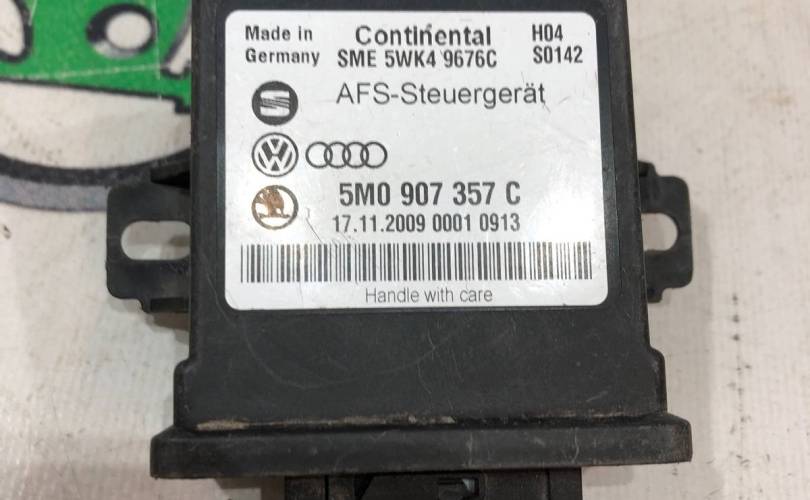 Made in Germany
Continental
SME 5WK4 9676C
H04
S0142
AFS-Steuergerät
5M0 907 357 C
17.11.2009 0001 0913
Handle with care